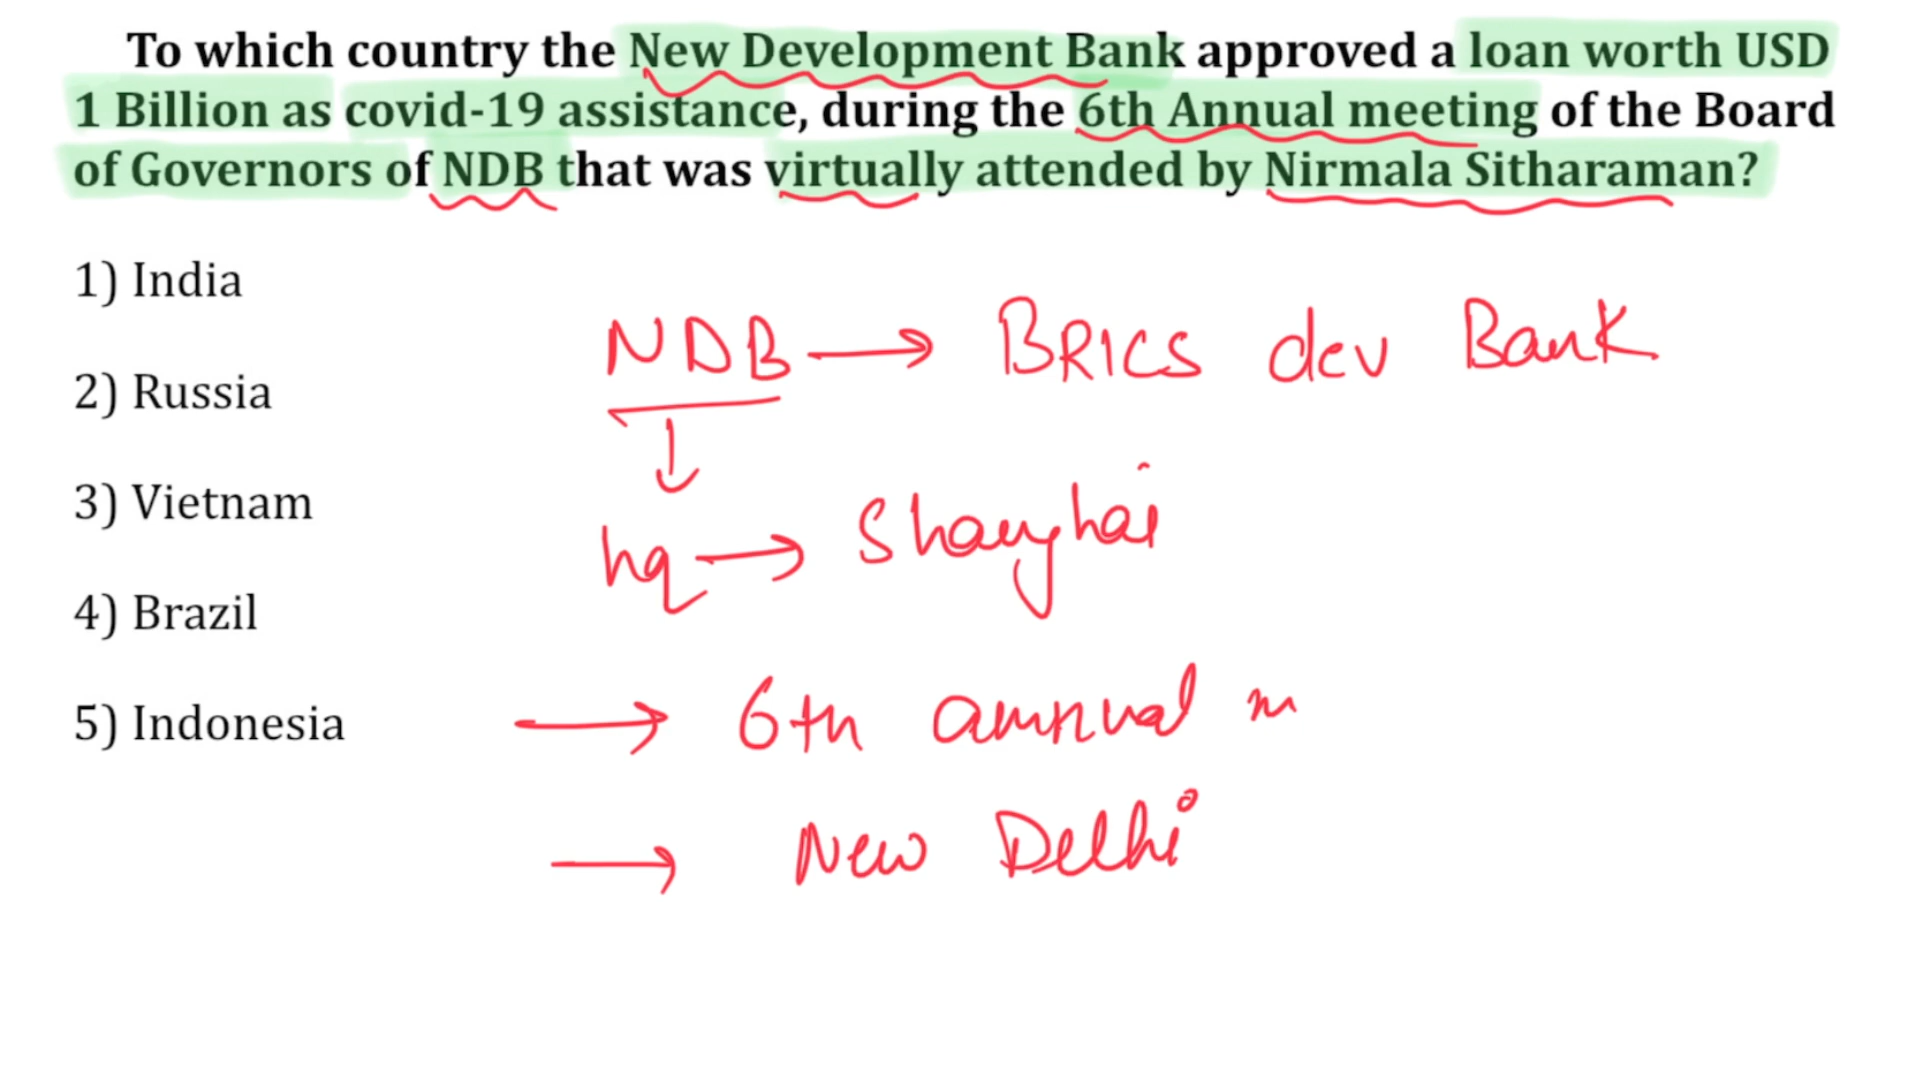 To which country the New Development Bank approved a loan worth USD
1 Billion as covid-19 assistance, during the 6th Annual meeting of the Board
of Governors of NDB that was virtually attended by Nirmala Sitharaman?
1) India
NDB → BRICS dev Bank
2) Russia
3) Vietnam
hq → Shanghai
4) Brazil
5) Indonesia
→ 6th annual m
→ New Delhi